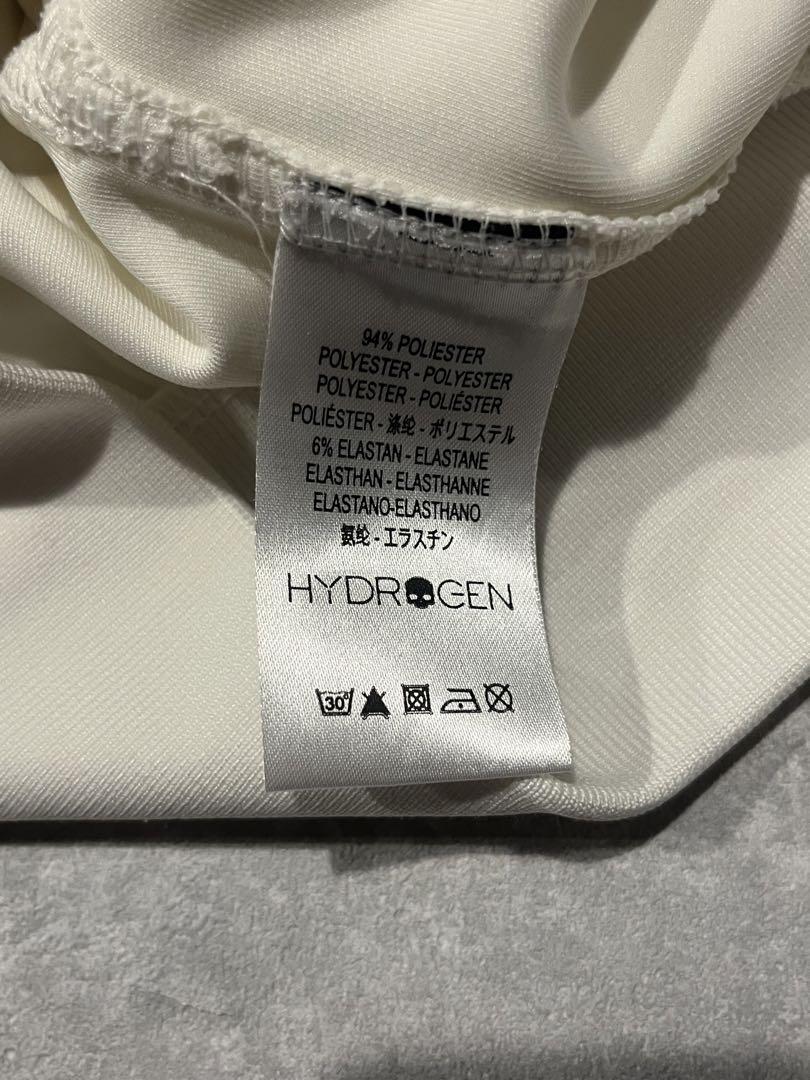 94% POLIESTER
POLYESTER - POLYESTER
POLYESTER - POLIÉSTER
POLIÉSTER - 涤纶 - ポリエステル
6% ELASTAN - ELASTANE
ELASTHAN - ELASTHANNE
ELASTANO-ELASTHANO
氨纶 - エラスチン
HYDROGEN
30°